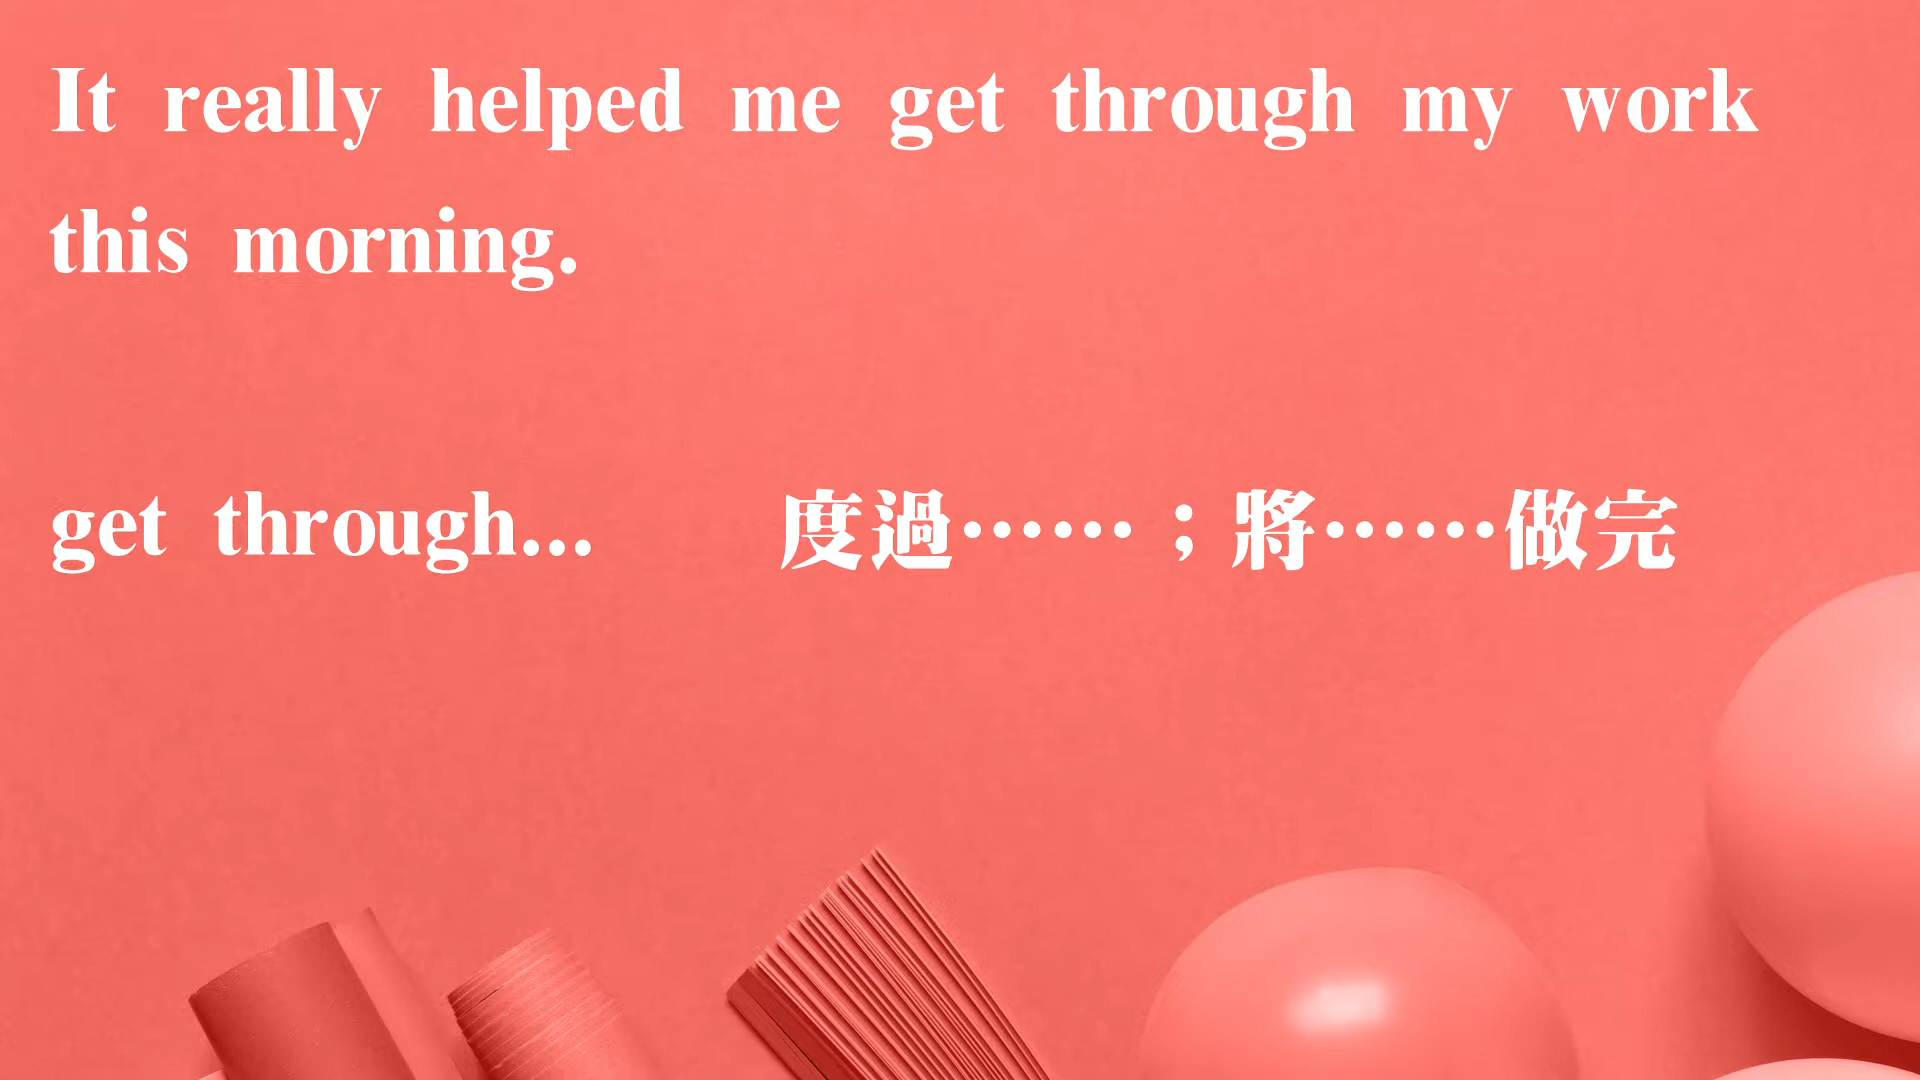 It really helped me get through my work
this morning.
get through... 度過……；將……做完